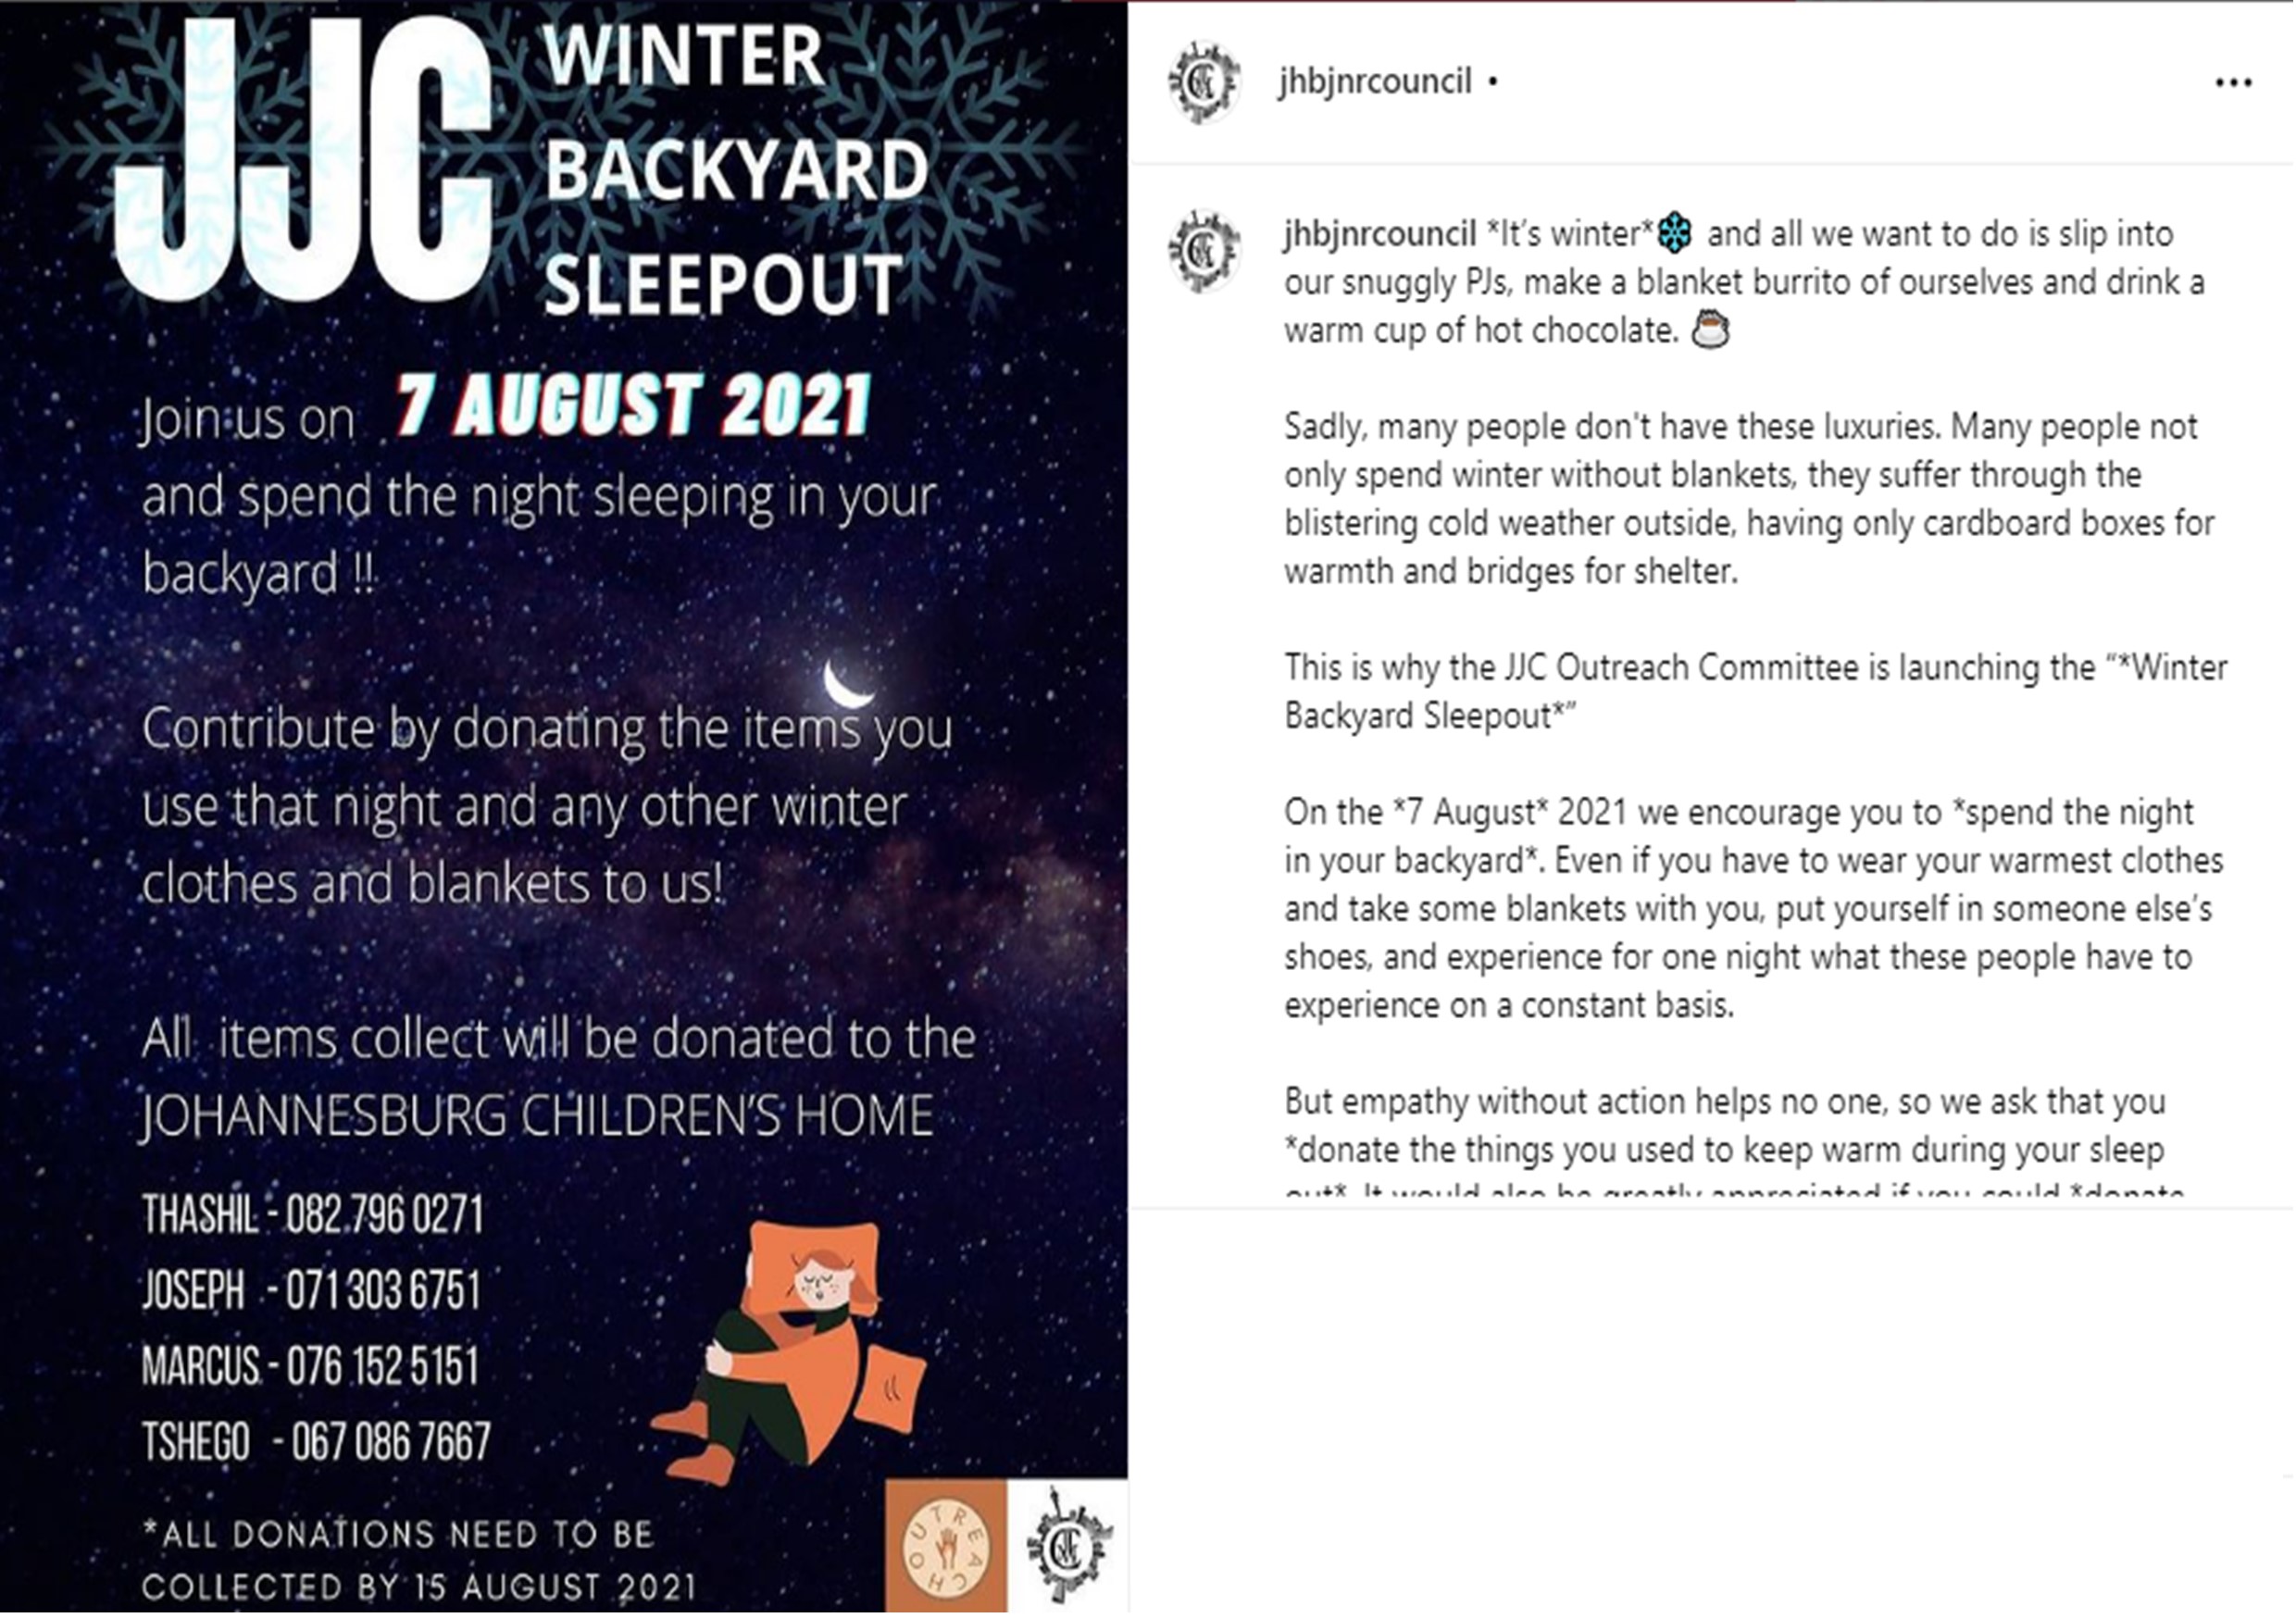 JJC
WINTER
BACKYARD
SLEEPOUT
Join us on 7 AUGUST 2021
and spend the night sleeping in your
backyard !!
Contribute by donating the items you
use that night and any other winter
clothes and blankets to us!
All items collect will be donated to the
JOHANNESBURG CHILDREN'S HOME
THASHIL - 082 796 0271
JOSEPH - 071 303 6751
MARCUS - 076 152 5151
TSHEGO - 067 086 7667
*ALL DONATIONS NEED TO BE
COLLECTED BY 15 AUGUST 2021
OUTREACH
jhbjnrcouncil •
jhbjnrcouncil *It's winter*❄ and all we want to do is slip into
our snuggly PJs, make a blanket burrito of ourselves and drink a
warm cup of hot chocolate. ☕
Sadly, many people don't have these luxuries. Many people not
only spend winter without blankets, they suffer through the
blistering cold weather outside, having only cardboard boxes for
warmth and bridges for shelter.
This is why the JJC Outreach Committee is launching the "*Winter
Backyard Sleepout*"
On the *7 August* 2021 we encourage you to *spend the night
in your backyard*. Even if you have to wear your warmest clothes
and take some blankets with you, put yourself in someone else's
shoes, and experience for one night what these people have to
experience on a constant basis.
But empathy without action helps no one, so we ask that you
*donate the things you used to keep warm during your sleep
out*. It would also be greatly appreciated if you could *donate